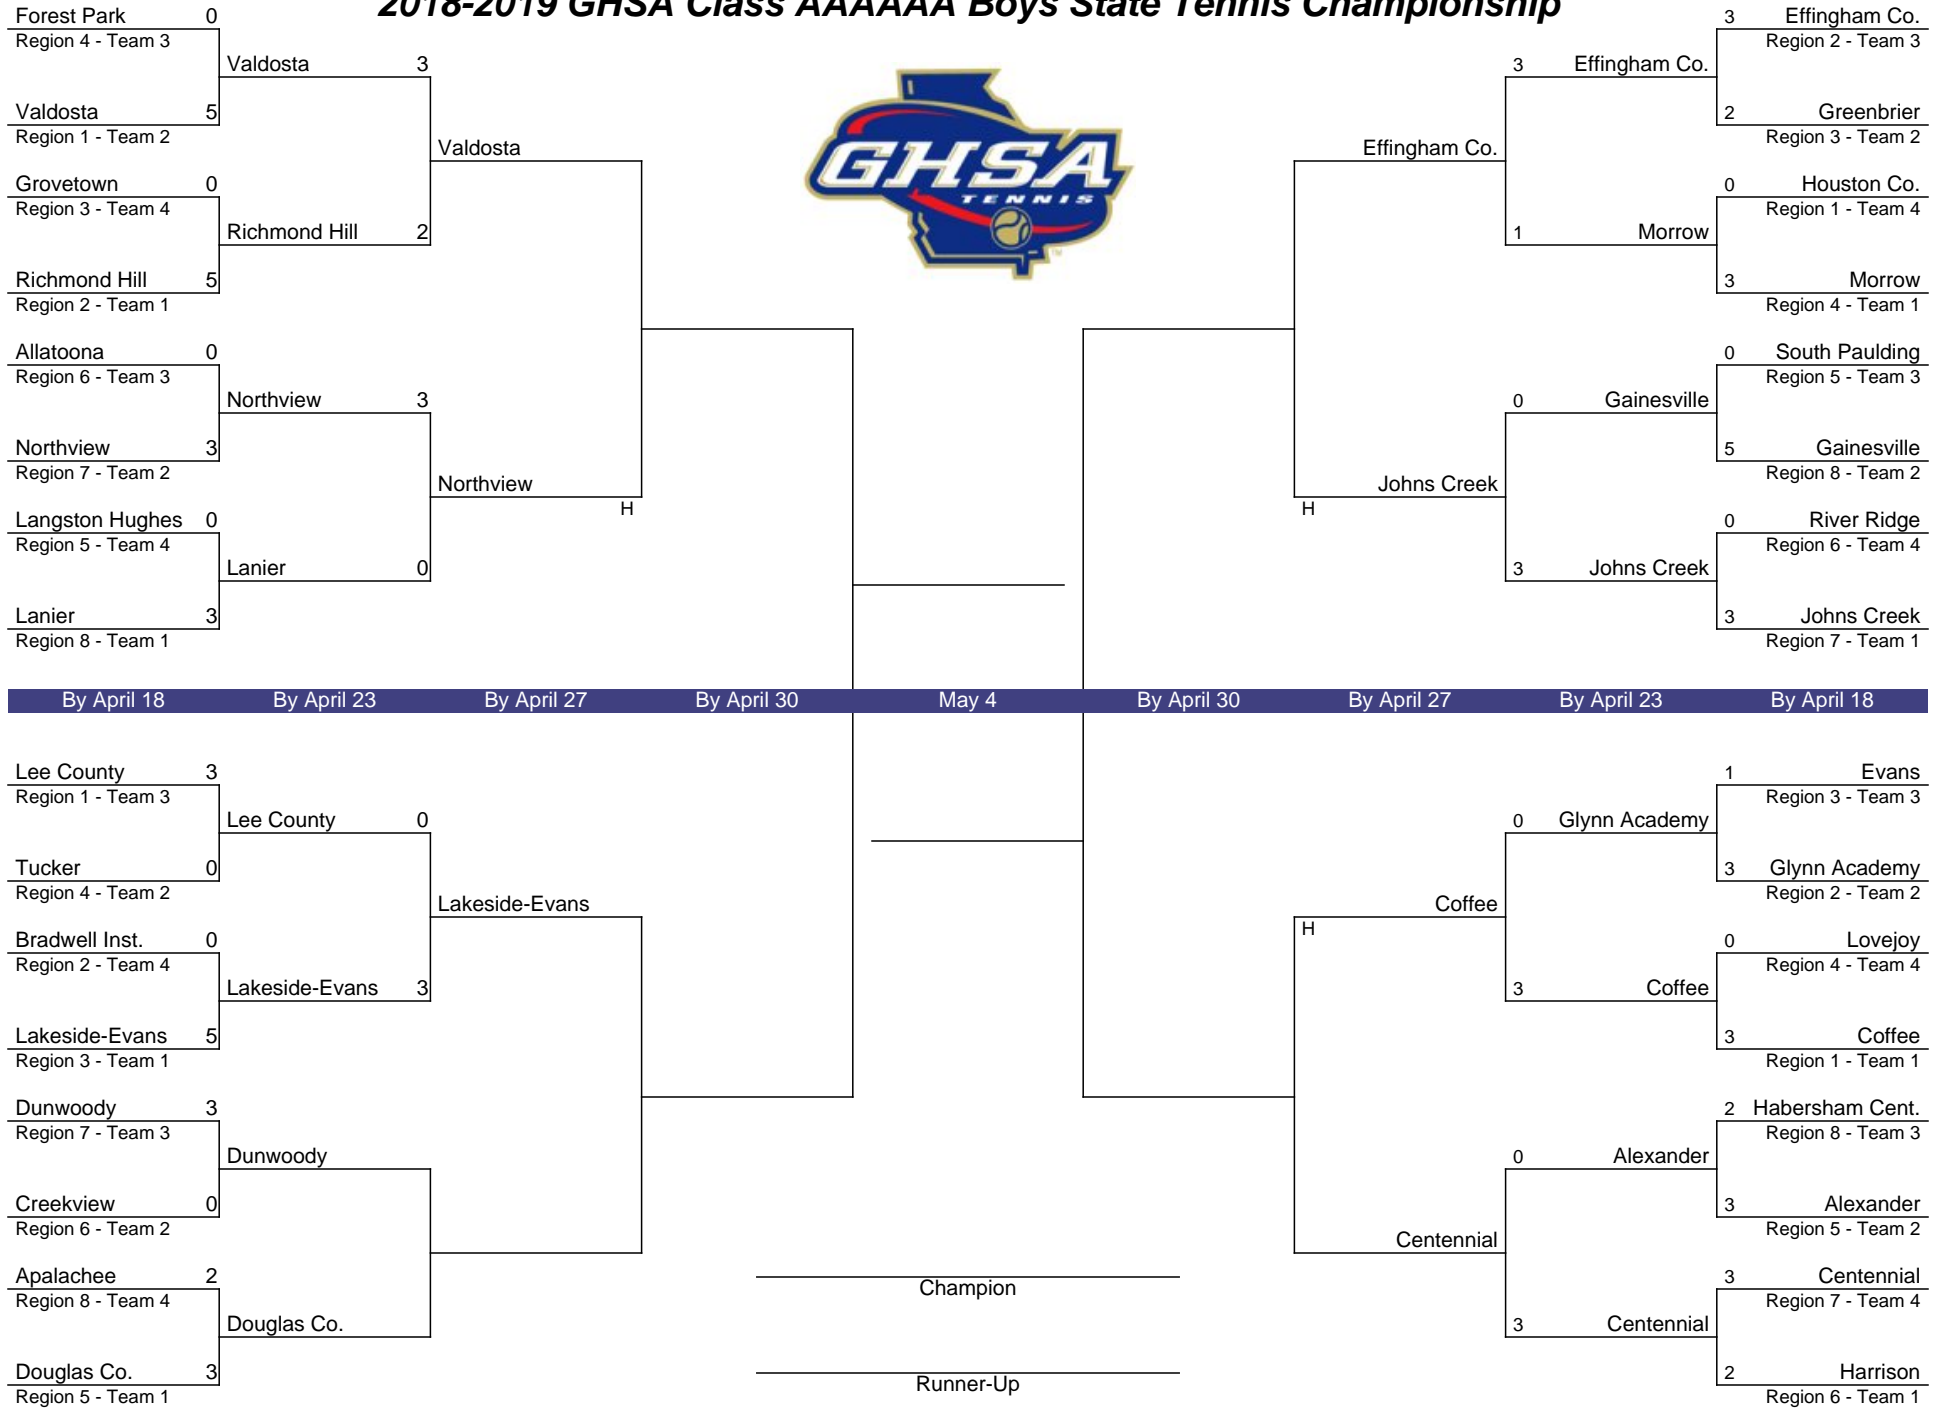 2018-2019 GHSA Class AAAAAA Boys State Tennis Championship
Forest Park 0
Region 4 - Team 3
Valdosta 5
Region 1 - Team 2
Grovetown 0
Region 3 - Team 4
Richmond Hill 5
Region 2 - Team 1
Allatoona 0
Region 6 - Team 3
Northview 3
Region 7 - Team 2
Langston Hughes 0
Region 5 - Team 4
Lanier 3
Region 8 - Team 1
Valdosta 3
Richmond Hill 2
Northview 3
Lanier 0
Valdosta
Northview
H
GHSA
TENNIS
TM
Effingham Co.
Johns Creek
H
3 Effingham Co.
1 Morrow
0 Gainesville
3 Johns Creek
3 Effingham Co.
Region 2 - Team 3
2 Greenbrier
Region 3 - Team 2
0 Houston Co.
Region 1 - Team 4
3 Morrow
Region 4 - Team 1
0 South Paulding
Region 5 - Team 3
5 Gainesville
Region 8 - Team 2
0 River Ridge
Region 6 - Team 4
3 Johns Creek
Region 7 - Team 1
By April 18 By April 23 By April 27 By April 30 May 4 By April 30 By April 27 By April 23 By April 18
Lee County 3
Region 1 - Team 3
Tucker 0
Region 4 - Team 2
Bradwell Inst. 0
Region 2 - Team 4
Lakeside-Evans 5
Region 3 - Team 1
Dunwoody 3
Region 7 - Team 3
Creekview 0
Region 6 - Team 2
Apalachee 2
Region 8 - Team 4
Douglas Co. 3
Region 5 - Team 1
Lee County 0
Lakeside-Evans 3
Dunwoody
Douglas Co.
Lakeside-Evans
Champion
Runner-Up
Coffee
H
Centennial
0 Glynn Academy
3 Coffee
0 Alexander
3 Centennial
1 Evans
Region 3 - Team 3
3 Glynn Academy
Region 2 - Team 2
0 Lovejoy
Region 4 - Team 4
3 Coffee
Region 1 - Team 1
2 Habersham Cent.
Region 8 - Team 3
3 Alexander
Region 5 - Team 2
3 Centennial
Region 7 - Team 4
2 Harrison
Region 6 - Team 1